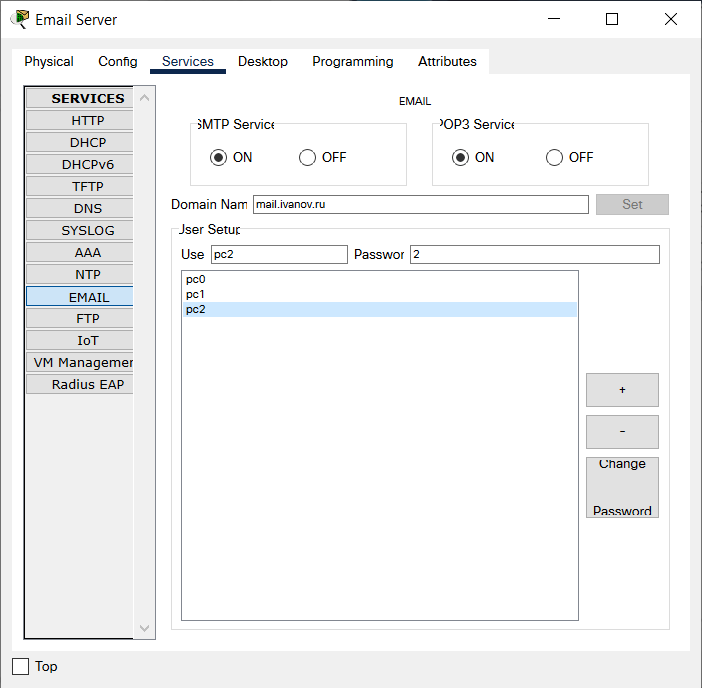 Email Server
Physical Config Services Desktop Programming Attributes
SERVICES
HTTP
DHCP
DHCPv6
TFTP
DNS
SYSLOG
AAA
NTP
EMAIL
FTP
IoT
VM Managemer
Radius EAP
EMAIL
SMTP Service
ON OFF
POP3 Service
ON OFF
Domain Nam mail.ivanov.ru Set
User Setup
Use pc2 Passwor 2
pc0
pc1
pc2
+
-
Change
Password
Top